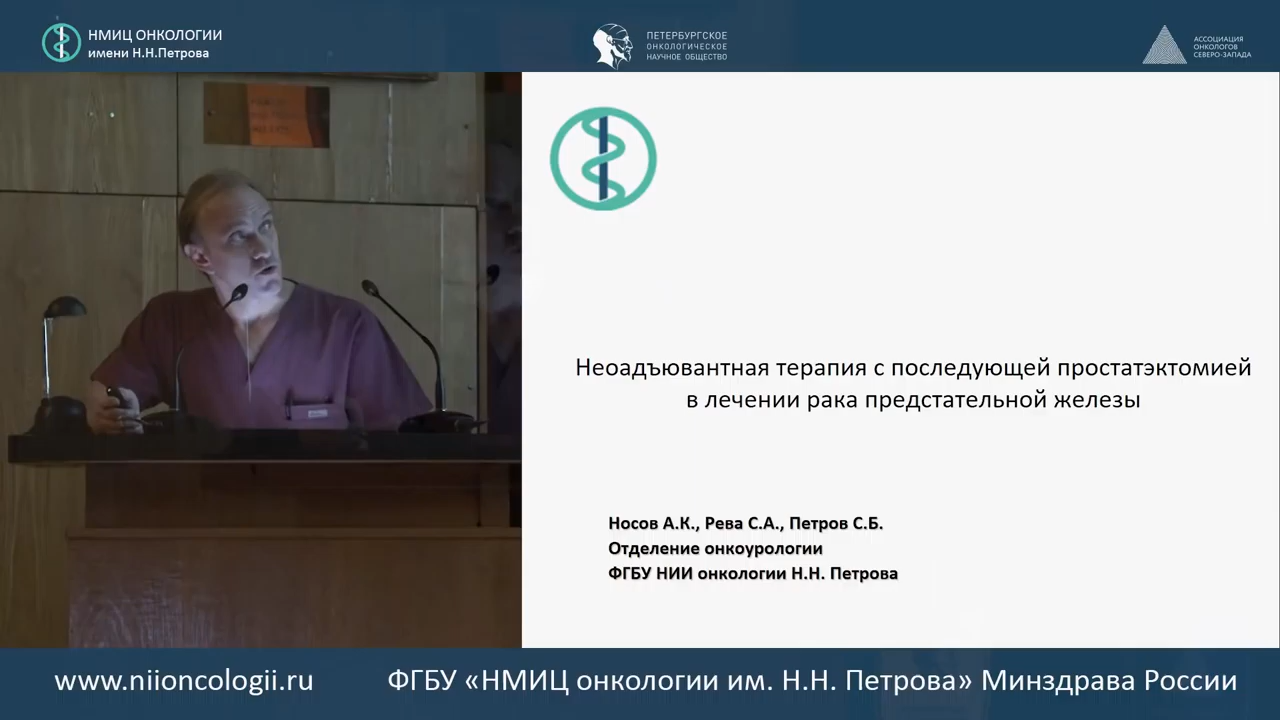 НМИЦ ОНКОЛОГИИ
имени Н.Н.Петрова
ПЕТЕРБУРГСКОЕ
ОНКОЛОГИЧЕСКОЕ
НАУЧНОЕ ОБЩЕСТВО
АССОЦИАЦИЯ
ОНКОЛОГОВ
СЕВЕРО-ЗАПАДА
Неоадъювантная терапия с последующей простатэктомией
в лечении рака предстательной железы
Носов А.К., Рева С.А., Петров С.Б.
Отделение онкоурологии
ФГБУ НИИ онкологии Н.Н. Петрова
www.niioncologii.ru
ФГБУ «НМИЦ онкологии им. Н.Н. Петрова» Минздрава России